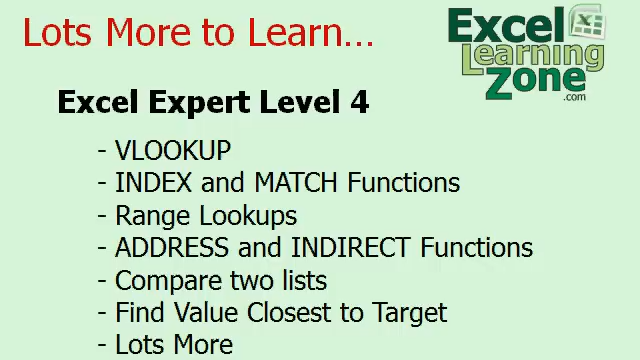 Lots More to Learn...
Excel
Learning
Zone
.com
Excel Expert Level 4
- VLOOKUP
- INDEX and MATCH Functions
- Range Lookups
- ADDRESS and INDIRECT Functions
- Compare two lists
- Find Value Closest to Target
- Lots More